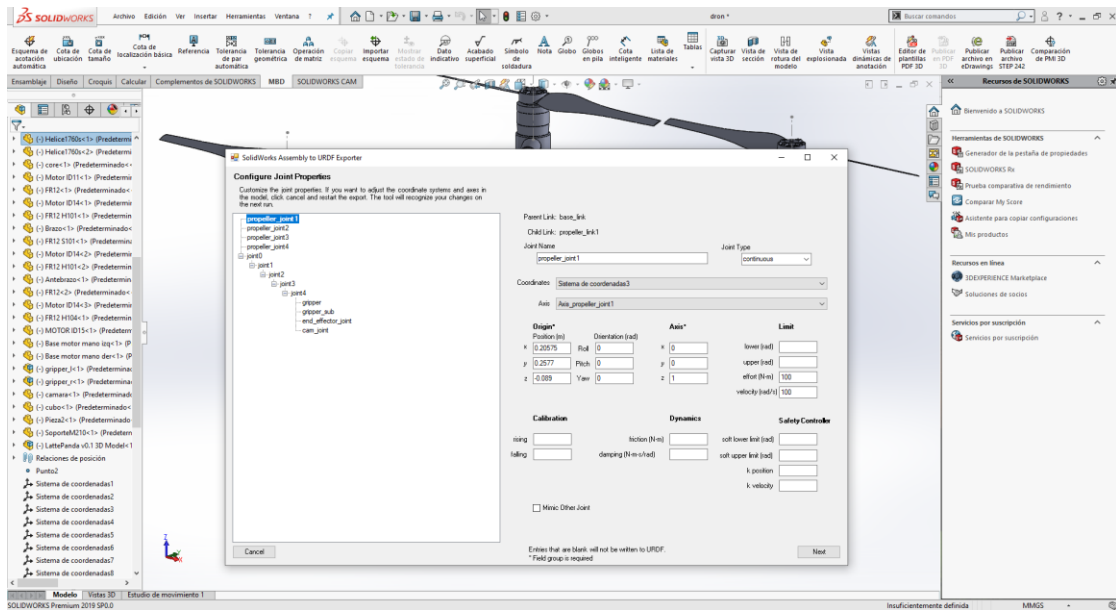 SOLIDWORKS
Archivo Edición Ver Insertar Herramientas Ventana ?
dron *
Buscar comandos
Esquema de acotación automática
Cota de ubicación
Cota de tamaño
Cota de localización básica
Referencia
Tolerancia de par automática
Tolerancia geométrica
Operación de matriz
Copiar esquema
Importar esquema
Mostrar estado de tolerancia
Dato indicativo
Acabado superficial
Símbolo de soldadura
Nota
Globo
Globos en pila
Cota inteligente
Lista de materiales
Tablas
Capturar vista 3D
Vista de sección
Vista de rotura del modelo
Vista explosionada
Vistas dinámicas de anotación
Editor de plantillas PDF 3D
Publicar en PDF 3D
Publicar archivo en eDrawings
Publicar archivo STEP 242
Comparación de PMI 3D
Ensamblaje Diseño Croquis Calcular Complementos de SOLIDWORKS MBD SOLIDWORKS CAM
(-) Helice1760s<1> (Predetermi
(-) Helice1760s<2> (Predetermi
(-) core<1> (Predeterminado<
(-) Motor ID11<1> (Predetermin
(-) FR12<1> (Predeterminado<
(-) Motor ID14<1> (Predetermin
(-) FR12 H101<1> (Predetermin
(-) Brazo<1> (Predeterminado<
(-) FR12 S101<1> (Predetermina
(-) Motor ID14<2> (Predetermin
(-) FR12 H101<2> (Predetermin
(-) Antebrazo<1> (Predetermin
(-) FR12<2> (Predeterminado<
(-) Motor ID14<3> (Predetermin
(-) FR12 H104<1> (Predetermin
(-) MOTOR ID15<1> (Predeterm
(-) Base motor mano izq<1> (P
(-) Base motor mano der<1> (P
(-) gripper_l<1> (Predeterminad
(-) gripper_r<1> (Predetermina
(-) camara<1> (Predeterminado
(-) cubo<1> (Predeterminado<
(-) Pieza2<1> (Predeterminado
(-) SoporteM210<1> (Predeterm
(-) LattePanda v0.1 3D Model<1
Relaciones de posición
Punto2
Sistema de coordenadas1
Sistema de coordenadas2
Sistema de coordenadas3
Sistema de coordenadas4
Sistema de coordenadas5
Sistema de coordenadas6
Sistema de coordenadas7
Sistema de coordenadas8
SolidWorks Assembly to URDF Exporter
Configure Joint Properties
Customize the joint properties. If you want to adjust the coordinate systems and axes in
the model, click cancel and restart the export. The tool will recognize your changes on
the next run.
propeller_joint1
propeller_joint2
propeller_joint3
propeller_joint4
joint0
joint1
joint2
joint3
joint4
gripper
gripper_sub
end_effector_joint
cam_joint
Parent Link: base_link
Child Link: propeller_link1
Joint Name Joint Type
propeller_joint1 continuous
Coordinates Sistema de coordenadas3
Axis Axis_propeller_joint1
Origin* Axis* Limit
Position (m) Orientation (rad)
x 0.20575 Roll 0 x 0 lower (rad)
y 0.2577 Pitch 0 y 0 upper (rad)
z -0.089 Yaw 0 z 1 effort (N-m) 100
velocity (rad/s) 100
Calibration Dynamics Safety Controller
rising friction (N-m) soft lower limit (rad)
falling damping (N-m-s/rad) soft upper limit (rad)
k position
k velocity
Mimic Other Joint
Entries that are blank will not be written to URDF.
* Field group is required
Cancel Next
Recursos de SOLIDWORKS
Bienvenido a SOLIDWORKS
Herramientas de SOLIDWORKS
Generador de la pestaña de propiedades
SOLIDWORKS Rx
Prueba comparativa de rendimiento
Comparar My Score
Asistente para copiar configuraciones
Mis productos
Recursos en línea
3DEXPERIENCE Marketplace
Soluciones de socios
Servicios por suscripción
Servicios por suscripción
Modelo Vistas 3D Estudio de movimiento 1
SOLIDWORKS Premium 2019 SP0.0
Insuficientemente definida MMGS